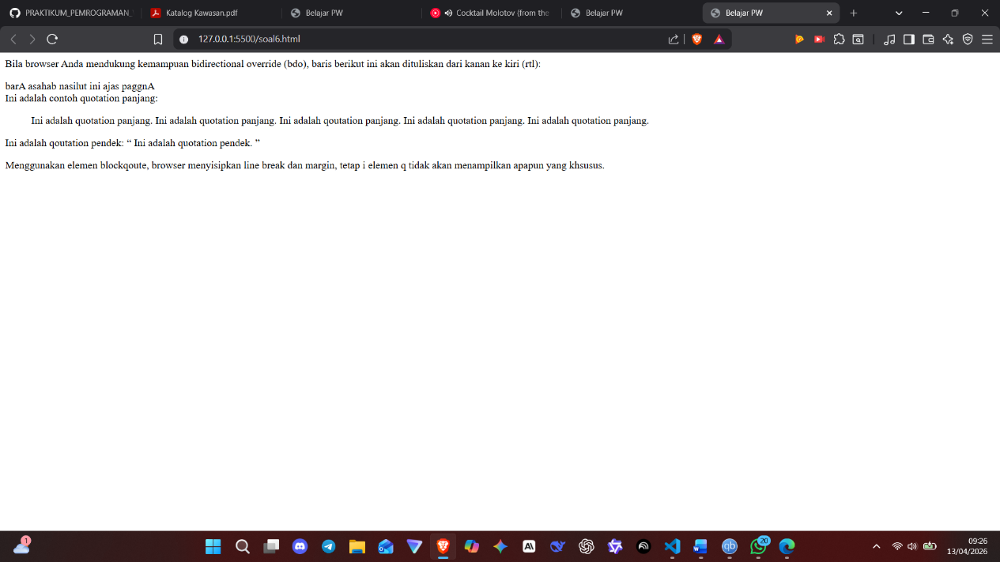 PRAKTIKUM_PEMROGRAMAN_
Katalog Kawasan.pdf
Belajar PW
Cocktail Molotov (from the
Belajar PW
Belajar PW
127.0.0.1:5500/soal6.html
Bila browser Anda mendukung kemampuan bidirectional override (bdo), baris berikut ini akan dituliskan dari kanan ke kiri (rtl):
barA asahab nasilut ini ajas paggnA
Ini adalah contoh quotation panjang:
Ini adalah quotation panjang. Ini adalah quotation panjang. Ini adalah qoutation panjang. Ini adalah quotation panjang. Ini adalah quotation panjang.
Ini adalah qoutation pendek: “ Ini adalah quotation pendek. ”
Menggunakan elemen blockqoute, browser menyisipkan line break dan margin, tetap i elemen q tidak akan menampilkan apapun yang khsusus.
1
20
09:26
13/04/2026